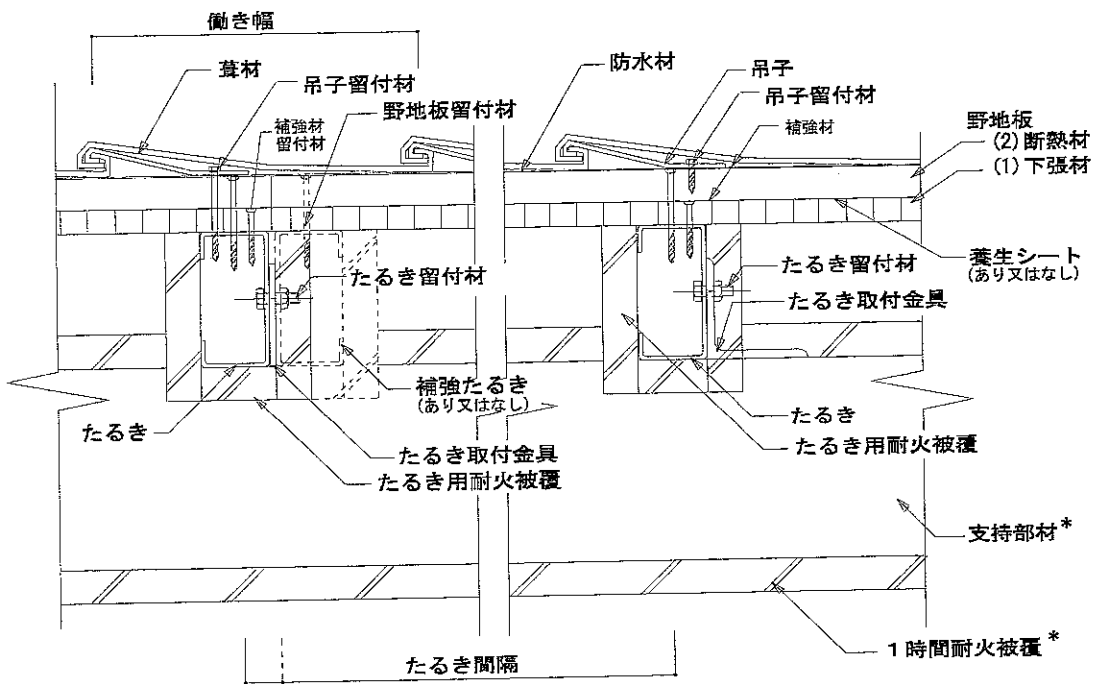 働き幅
葺材
吊子留付材
補強材
留付材
野地板留付材
防水材
吊子
吊子留付材
補強材
野地板
(2)断熱材
(1)下張材
養生シート
(あり又はなし)
たるき留付材
たるき取付金具
たるき留付材
補強たるき
(あり又はなし)
たるき
たるき取付金具
たるき用耐火被覆
たるき
たるき用耐火被覆
支持部材*
1時間耐火被覆*
たるき間隔